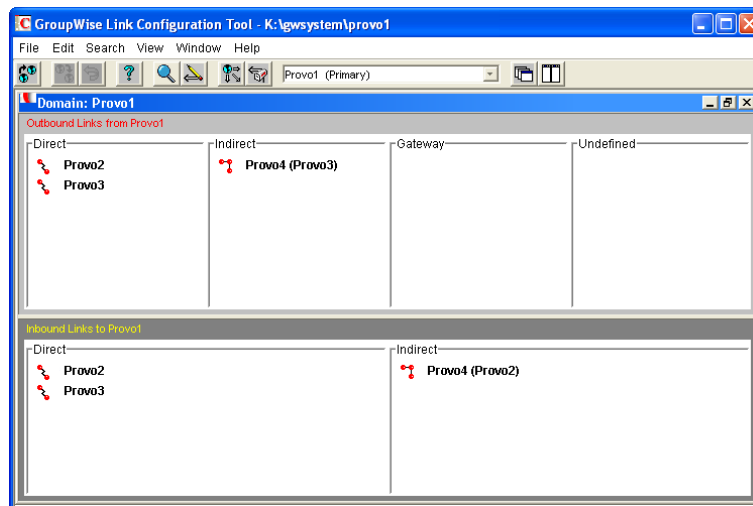 GroupWise Link Configuration Tool - K:\gwsystem\provo1
File Edit Search View Window Help
Provo1 (Primary)
Domain: Provo1
Outbound Links from Provo1
Direct
Provo2
Provo3
Indirect
Provo4 (Provo3)
Gateway
Undefined
Inbound Links to Provo1
Direct
Provo2
Provo3
Indirect
Provo4 (Provo2)